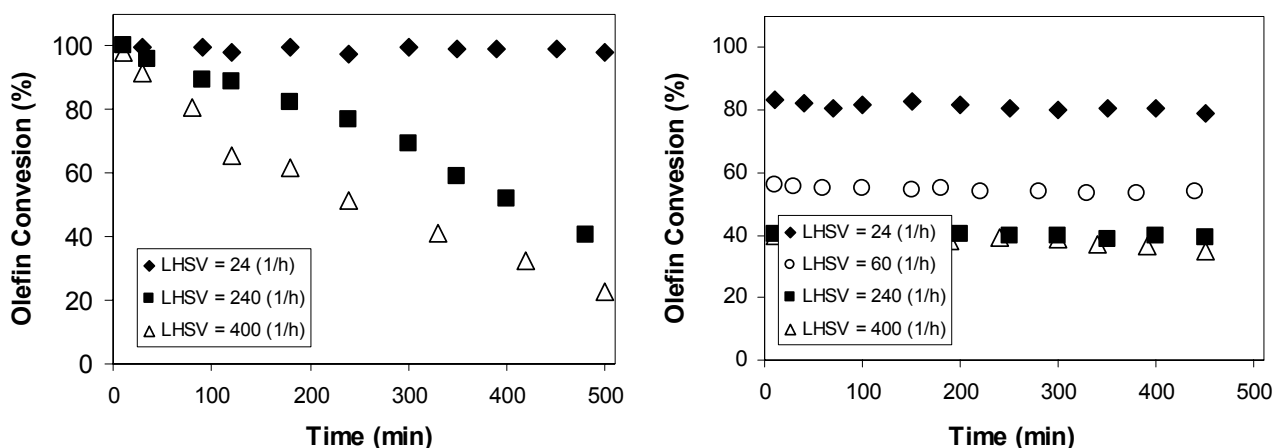 Olefin Convesion (%)
100
80
60
40
20
0
LHSV = 24 (1/h)
LHSV = 240 (1/h)
LHSV = 400 (1/h)
0 100 200 300 400 500
Time (min)
Olefin Convesion (%)
100
80
60
40
20
0
LHSV = 24 (1/h)
LHSV = 60 (1/h)
LHSV = 240 (1/h)
LHSV = 400 (1/h)
0 100 200 300 400 500
Time (min)